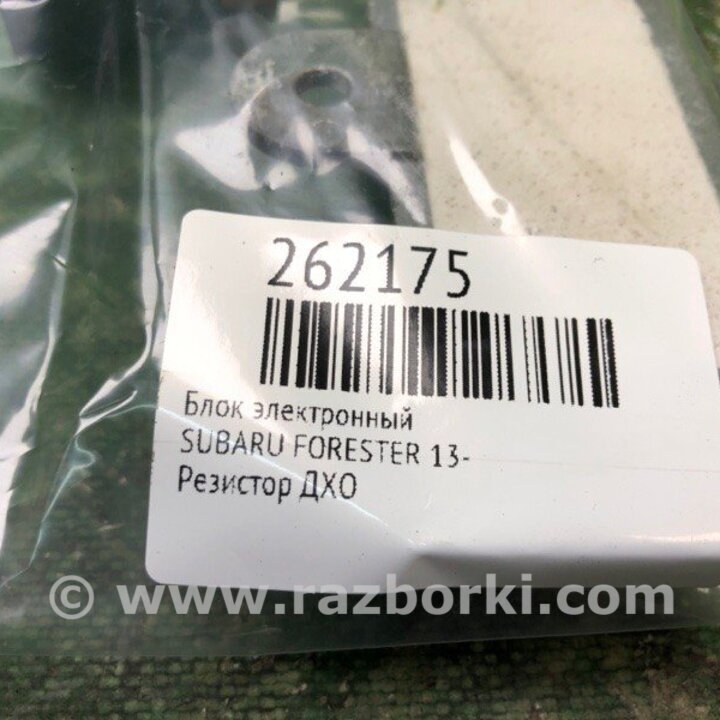 262175
Блок электронный
SUBARU FORESTER 13-
Резистор ДХО
© www.razborki.com